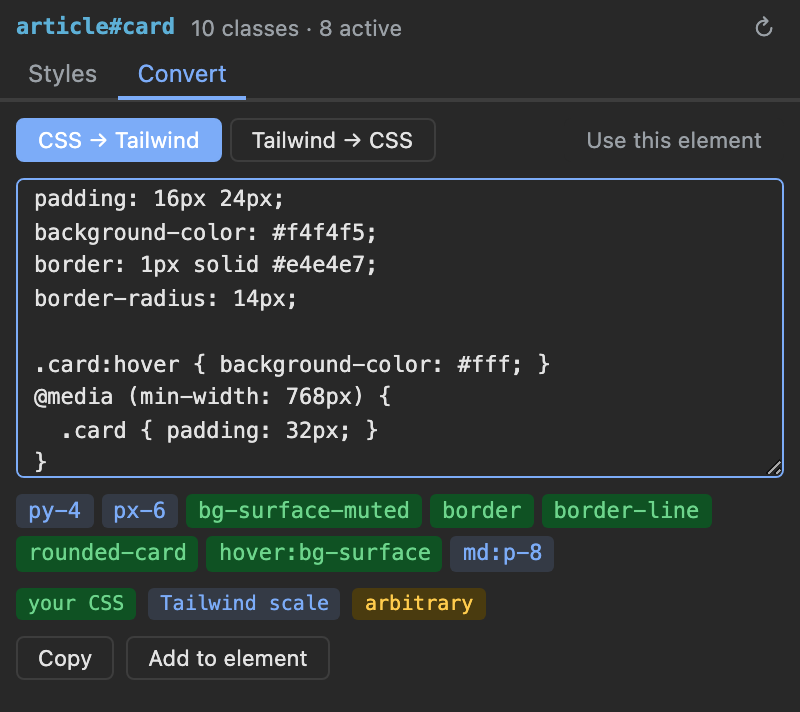 article#card 10 classes · 8 active
Styles Convert
CSS → Tailwind Tailwind → CSS Use this element
padding: 16px 24px;
background-color: #f4f4f5;
border: 1px solid #e4e4e7;
border-radius: 14px;

.card:hover { background-color: #fff; }
@media (min-width: 768px) {
  .card { padding: 32px; }
}
py-4 px-6 bg-surface-muted border border-line
rounded-card hover:bg-surface md:p-8
your CSS Tailwind scale arbitrary
Copy Add to element